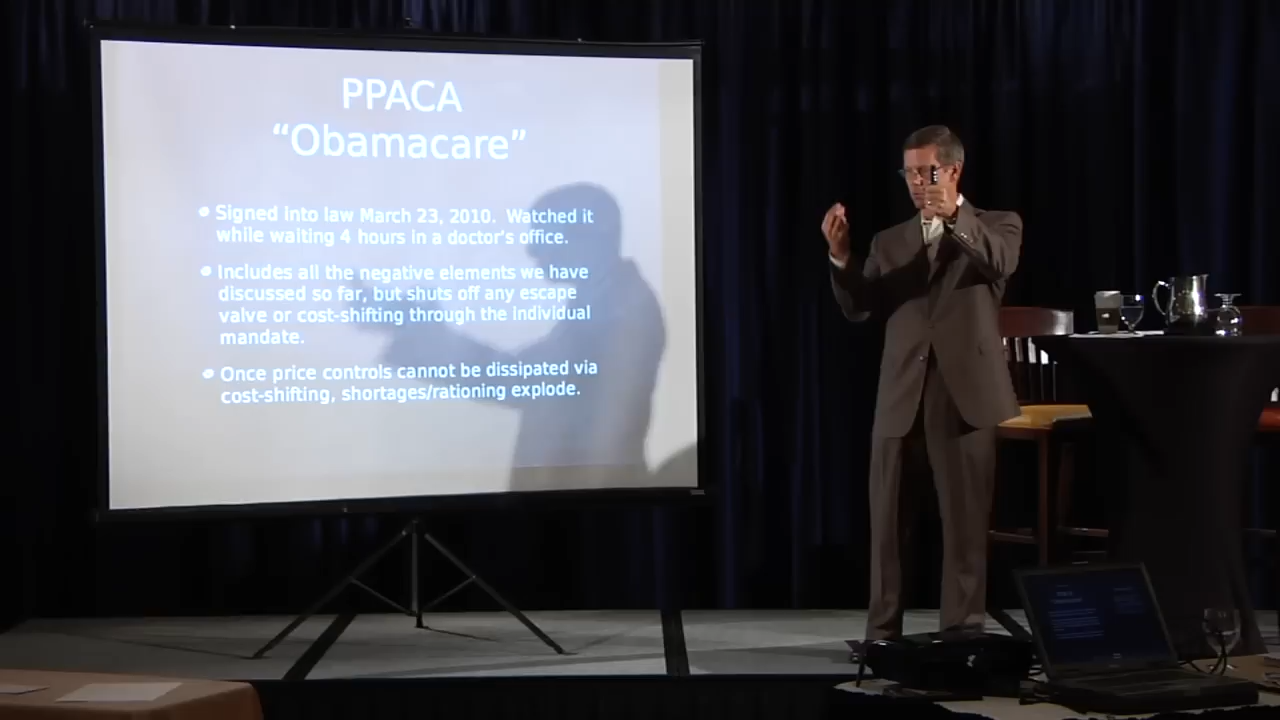 PPACA
“Obamacare”
• Signed into law March 23, 2010. Watched it
while waiting 4 hours in a doctor's office.
• Includes all the negative elements we have
discussed so far, but shuts off any escape
valve or cost-shifting through the individual
mandate.
• Once price controls cannot be dissipated via
cost-shifting, shortages/rationing explode.